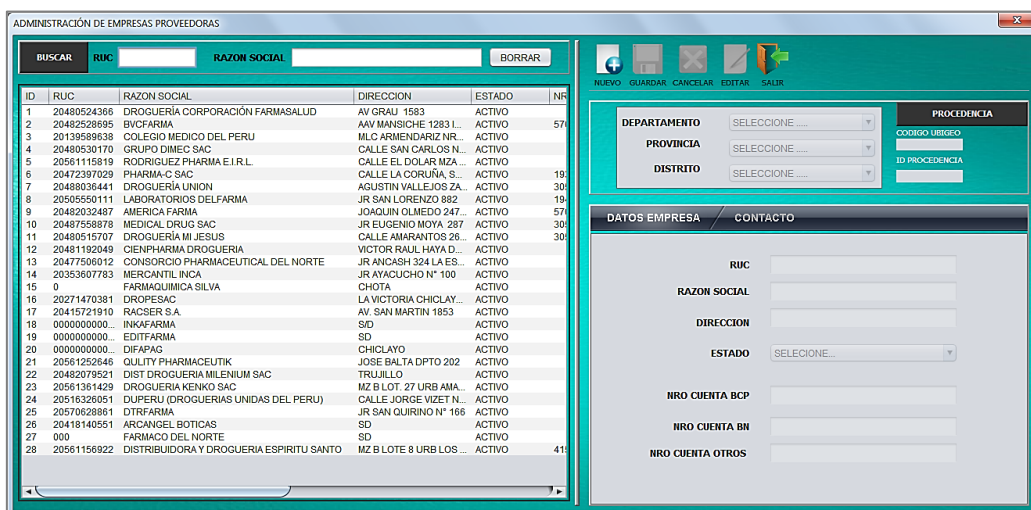 ADMINISTRACIÓN DE EMPRESAS PROVEEDORAS
x
BUSCAR RUC RAZON SOCIAL BORRAR
ID RUC RAZON SOCIAL DIRECCION ESTADO NR
1 20480524366 DROGUERÍA CORPORACIÓN FARMASALUD AV GRAU 1583 ACTIVO
2 20482528695 BVCFARMA AAV MANSICHE 1283 I... ACTIVO 570
3 20139589638 COLEGIO MEDICO DEL PERU MLC ARMENDARIZ NR... ACTIVO
4 20480530170 GRUPO DIMEC SAC CALLE SAN CARLOS N... ACTIVO
5 20561115819 RODRIGUEZ PHARMA E.I.R.L. CALLE EL DOLAR MZA ... ACTIVO
6 20472397029 PHARMA-C SAC CALLE LA CORUÑA, S... ACTIVO 193
7 20488036441 DROGUERÍA UNION AGUSTIN VALLEJOS ZA... ACTIVO 305
8 20505550111 LABORATORIOS DELFARMA JR SAN LORENZO 882 ACTIVO 194
9 20482032487 AMERICA FARMA JOAQUIN OLMEDO 247... ACTIVO 570
10 20487558878 MEDICAL DRUG SAC JR EUGENIO MOYA 287 ACTIVO 305
11 20480515707 DROGUERÍA MI JESUS CALLE AMARANTOS 26... ACTIVO 305
12 20481192049 CIENPHARMA DROGUERIA VICTOR RAUL HAYA D... ACTIVO
13 20477506012 CONSORCIO PHARMACEUTICAL DEL NORTE JR ANCASH 324 LA ES... ACTIVO
14 20353607783 MERCANTIL INCA JR AYACUCHO N° 100 ACTIVO
15 0 FARMAQUIMICA SILVA CHOTA ACTIVO
16 20271470381 DROPESAC LA VICTORIA CHICLAY... ACTIVO
17 20415721910 RACSER S.A. AV. SAN MARTIN 1853 ACTIVO
18 0000000000... INKAFARMA S/D ACTIVO
19 0000000000... EDITFARMA SD ACTIVO
20 0000000000... DIFAPAG CHICLAYO ACTIVO
21 20561252646 QULITY PHARMACEUTIK JOSE BALTA DPTO 202 ACTIVO
22 20482079521 DIST DROGUERIA MILENIUM SAC TRUJILLO ACTIVO
23 20561361429 DROGUERIA KENKO SAC MZ B LOT. 27 URB AMA... ACTIVO
24 20516326051 DUPERU (DROGUERIAS UNIDAS DEL PERU) CALLE JORGE VIZET N... ACTIVO
25 20570628861 DTRFARMA JR SAN QUIRINO N° 166 ACTIVO
26 20418140551 ARCANGEL BOTICAS SD ACTIVO
27 000 FARMACO DEL NORTE SD ACTIVO
28 20561156922 DISTRIBUIDORA Y DROGUERIA ESPIRITU SANTO MZ B LOTE 8 URB LOS ... ACTIVO 415
NUEVO GUARDAR CANCELAR EDITAR SALIR
DEPARTAMENTO SELECCIONE .....
PROVINCIA SELECCIONE .....
DISTRITO SELECCIONE .....
PROCEDENCIA
CODIGO UBIGEO
ID PROCEDENCIA
DATOS EMPRESA / CONTACTO
RUC
RAZON SOCIAL
DIRECCION
ESTADO SELECIONE...
NRO CUENTA BCP
NRO CUENTA BN
NRO CUENTA OTROS